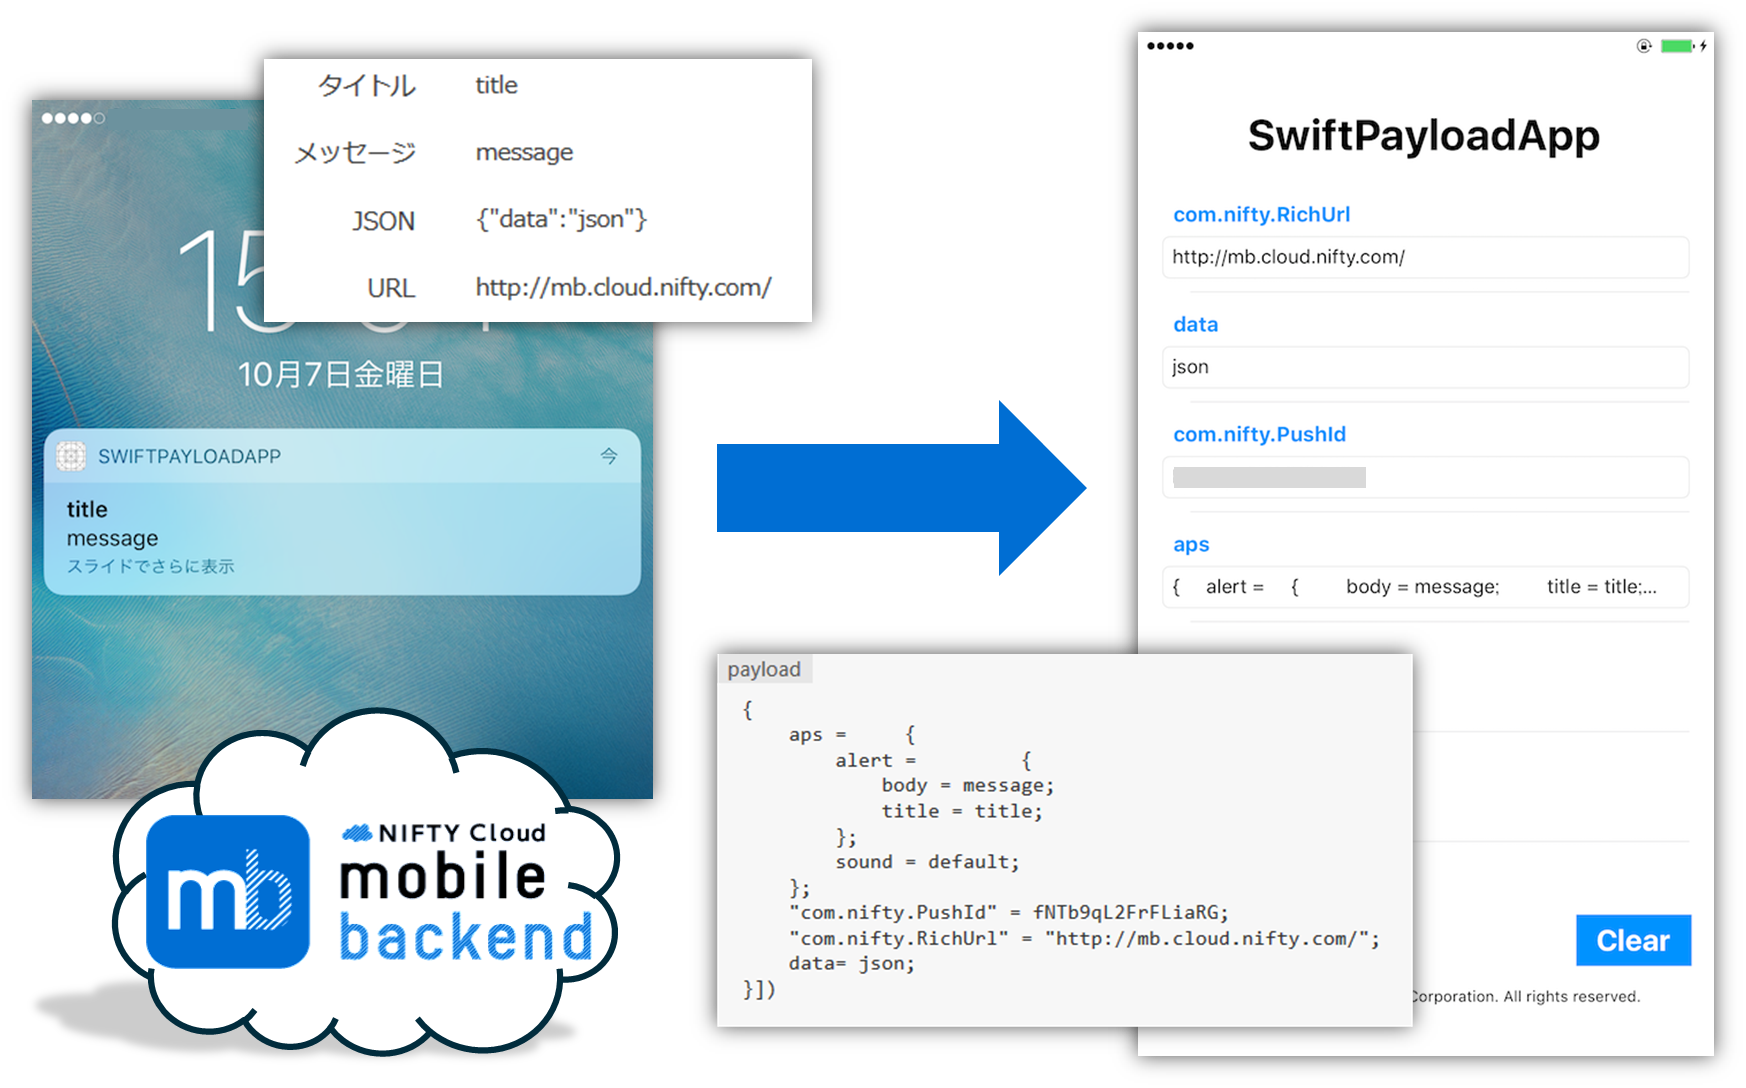 タイトル title
メッセージ message
JSON {"data":"json"}
URL http://mb.cloud.nifty.com/
10月7日金曜日
SWIFTPAYLOADAPP 今
title
message
スライドでさらに表示
NIFTY Cloud
mobile
backend
mb
SwiftPayloadApp
com.nifty.RichUrl
http://mb.cloud.nifty.com/
data
json
com.nifty.PushId
aps
{ alert = { body = message; title = title;...
payload
{
aps = {
alert = {
body = message;
title = title;
};
sound = default;
};
"com.nifty.PushId" = fNTb9qL2FrFLiaRG;
"com.nifty.RichUrl" = "http://mb.cloud.nifty.com/";
data= json;
}])
Clear
Corporation. All rights reserved.